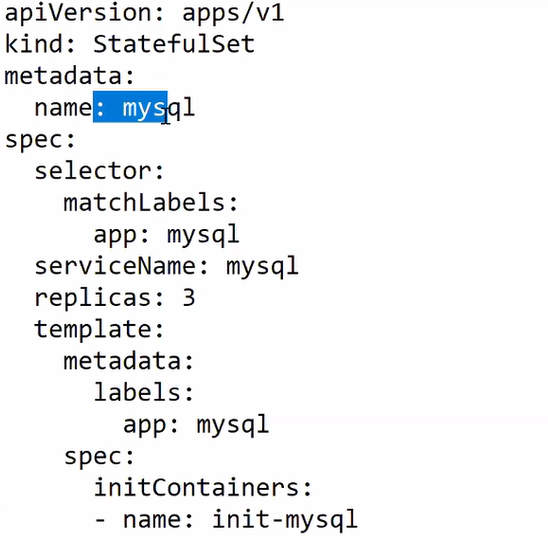 apiVersion: apps/v1
kind: StatefulSet
metadata:
  name: mysql
spec:
  selector:
    matchLabels:
      app: mysql
  serviceName: mysql
  replicas: 3
  template:
    metadata:
      labels:
        app: mysql
    spec:
      initContainers:
      - name: init-mysql